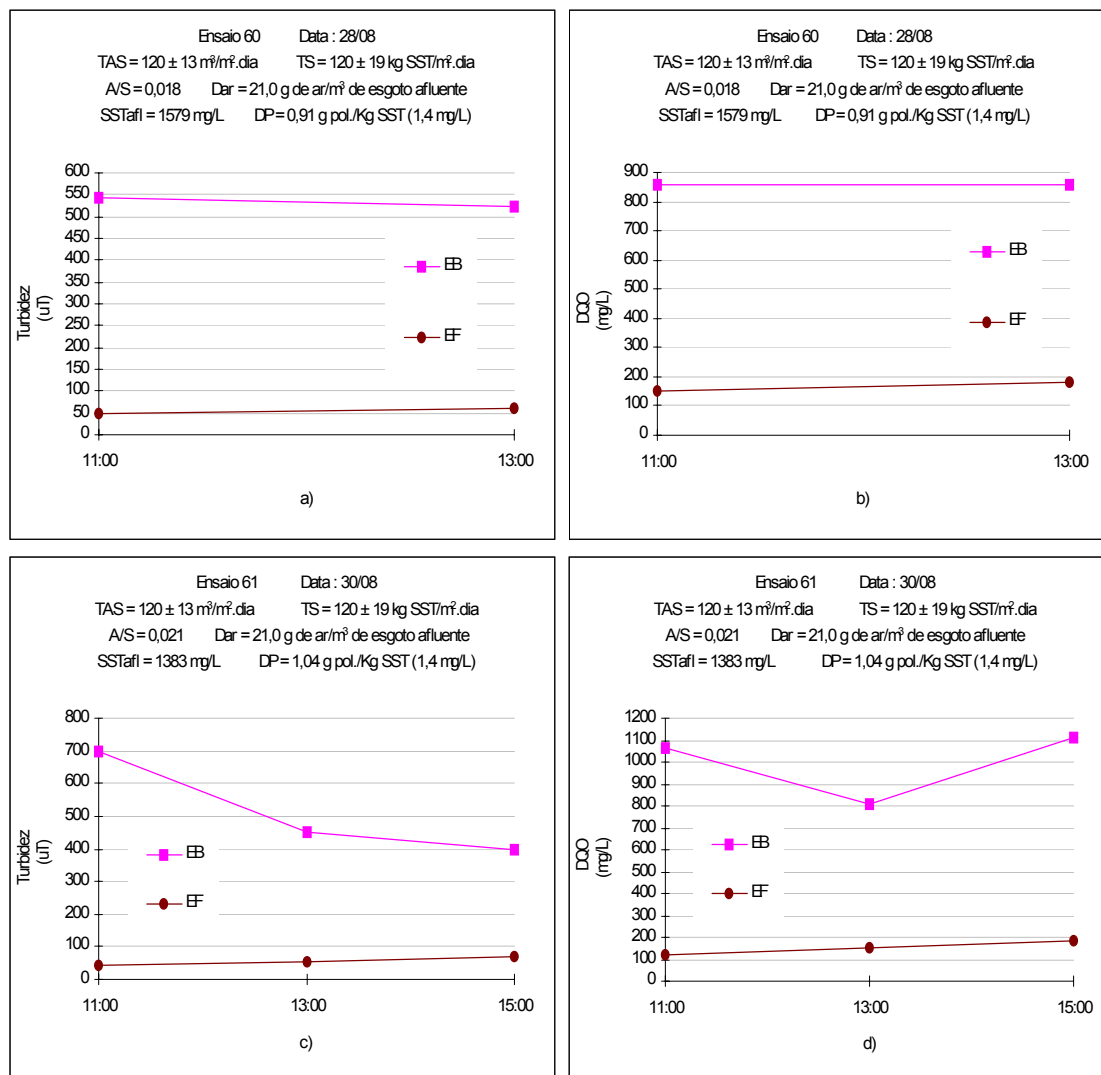 Ensaio 60 Data : 28/08
TAS = 120 ± 13 m³/m².dia TS = 120 ± 19 kg SST/m².dia
A/S = 0,018 Dar = 21,0 g de ar/m³ de esgoto afluente
SSTafl = 1579 mg/L DP = 0,91 g pol./Kg SST (1,4 mg/L)
600
550
500
450
400
350
300
250
200
150
100
50
0
Turbidez
(uT)
EB
EF
11:00 13:00
a)
Ensaio 60 Data : 28/08
TAS = 120 ± 13 m³/m².dia TS = 120 ± 19 kg SST/m².dia
A/S = 0,018 Dar = 21,0 g de ar/m³ de esgoto afluente
SSTafl = 1579 mg/L DP = 0,91 g pol./Kg SST (1,4 mg/L)
900
800
700
600
500
400
300
200
100
0
DQO
(mg/L)
EB
EF
11:00 13:00
b)
Ensaio 61 Data : 30/08
TAS = 120 ± 13 m³/m².dia TS = 120 ± 19 kg SST/m².dia
A/S = 0,021 Dar = 21,0 g de ar/m³ de esgoto afluente
SSTafl = 1383 mg/L DP = 1,04 g pol./Kg SST (1,4 mg/L)
800
700
600
500
400
300
200
100
0
Turbidez
(uT)
EB
EF
11:00 13:00 15:00
c)
Ensaio 61 Data : 30/08
TAS = 120 ± 13 m³/m².dia TS = 120 ± 19 kg SST/m².dia
A/S = 0,021 Dar = 21,0 g de ar/m³ de esgoto afluente
SSTafl = 1383 mg/L DP = 1,04 g pol./Kg SST (1,4 mg/L)
1200
1100
1000
900
800
700
600
500
400
300
200
100
0
DQO
(mg/L)
EB
EF
11:00 13:00 15:00
d)